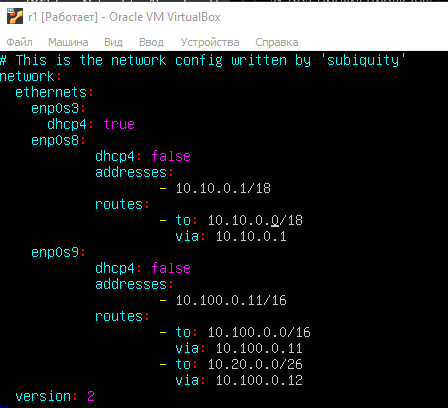 r1 [Работает] - Oracle VM VirtualBox
Файл Машина Вид Ввод Устройства Справка
# This is the network config written by 'subiquity'
network:
  ethernets:
    enp0s3:
      dhcp4: true
    enp0s8:
            dhcp4: false
            addresses:
                    - 10.10.0.1/18
            routes:
                    - to: 10.10.0.0/18
                      via: 10.10.0.1
    enp0s9:
            dhcp4: false
            addresses:
                    - 10.100.0.11/16
            routes:
                    - to: 10.100.0.0/16
                      via: 10.100.0.11
                    - to: 10.20.0.0/26
                      via: 10.100.0.12
  version: 2